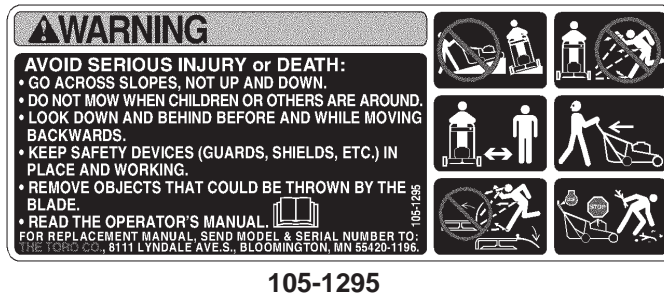 WARNING
AVOID SERIOUS INJURY or DEATH:
• GO ACROSS SLOPES, NOT UP AND DOWN.
• DO NOT MOW WHEN CHILDREN OR OTHERS ARE AROUND.
• LOOK DOWN AND BEHIND BEFORE AND WHILE MOVING
BACKWARDS.
• KEEP SAFETY DEVICES (GUARDS, SHIELDS, ETC.) IN
PLACE AND WORKING.
• REMOVE OBJECTS THAT COULD BE THROWN BY THE
BLADE.
• READ THE OPERATOR'S MANUAL.
FOR REPLACEMENT MANUAL, SEND MODEL & SERIAL NUMBER TO:
THE TORO CO., 8111 LYNDALE AVE.S., BLOOMINGTON, MN 55420-1196.
105-1295
STOP
105-1295